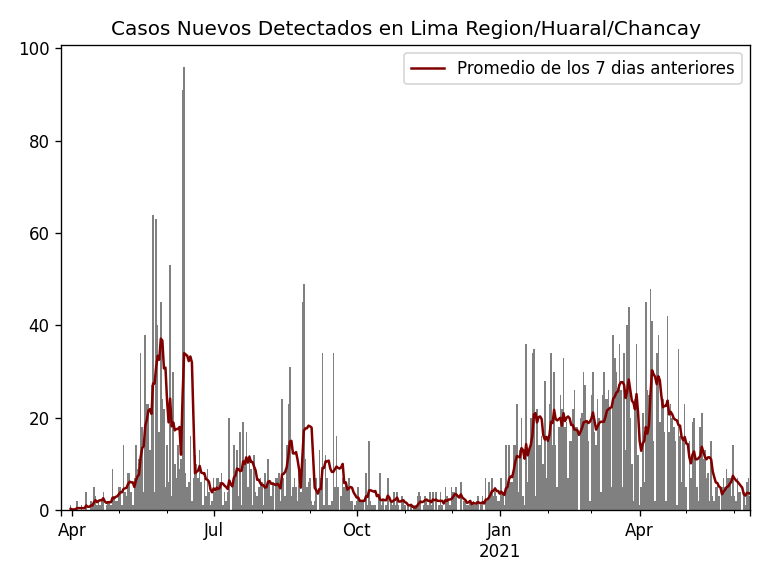 Casos Nuevos Detectados en Lima Region/Huaral/Chancay
Promedio de los 7 dias anteriores
100
80
60
40
20
0
Apr
Jul
Oct
Jan
2021
Apr